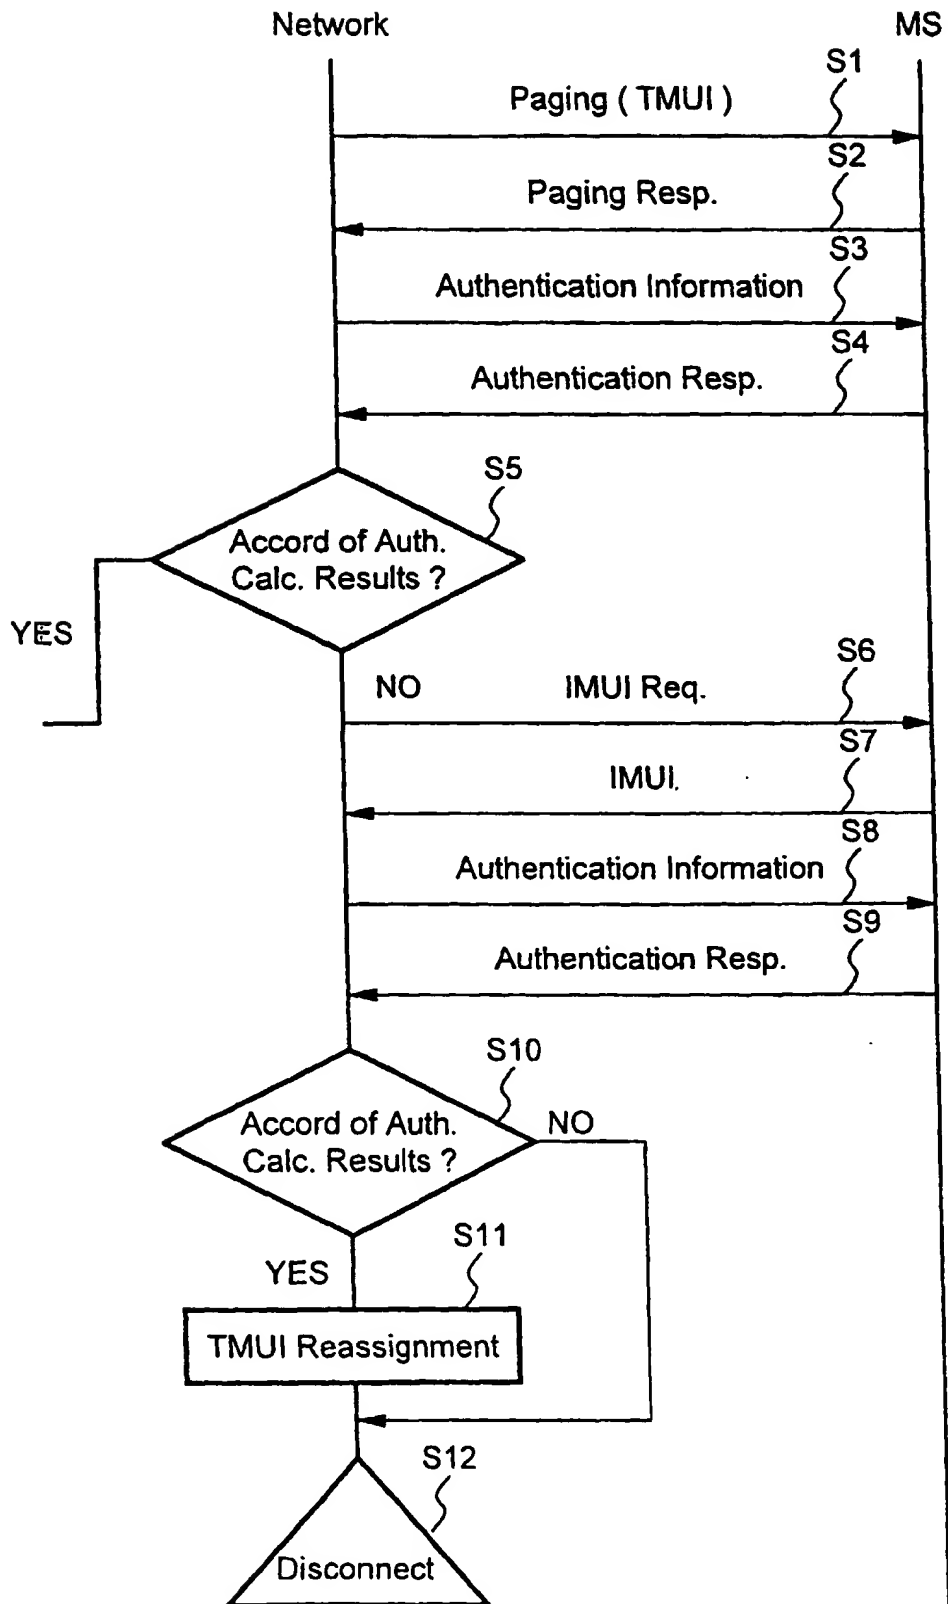 Network
MS
S1
Paging ( TMUI )
S2
Paging Resp.
S3
Authentication Information
S4
Authentication Resp.
S5
Accord of Auth.
Calc. Results ?
YES
S6
NO
IMUI Req.
S7
IMUI.
S8
Authentication Information
S9
Authentication Resp.
S10
Accord of Auth.
Calc. Results ?
NO
S11
YES
TMUI Reassignment
S12
Disconnect